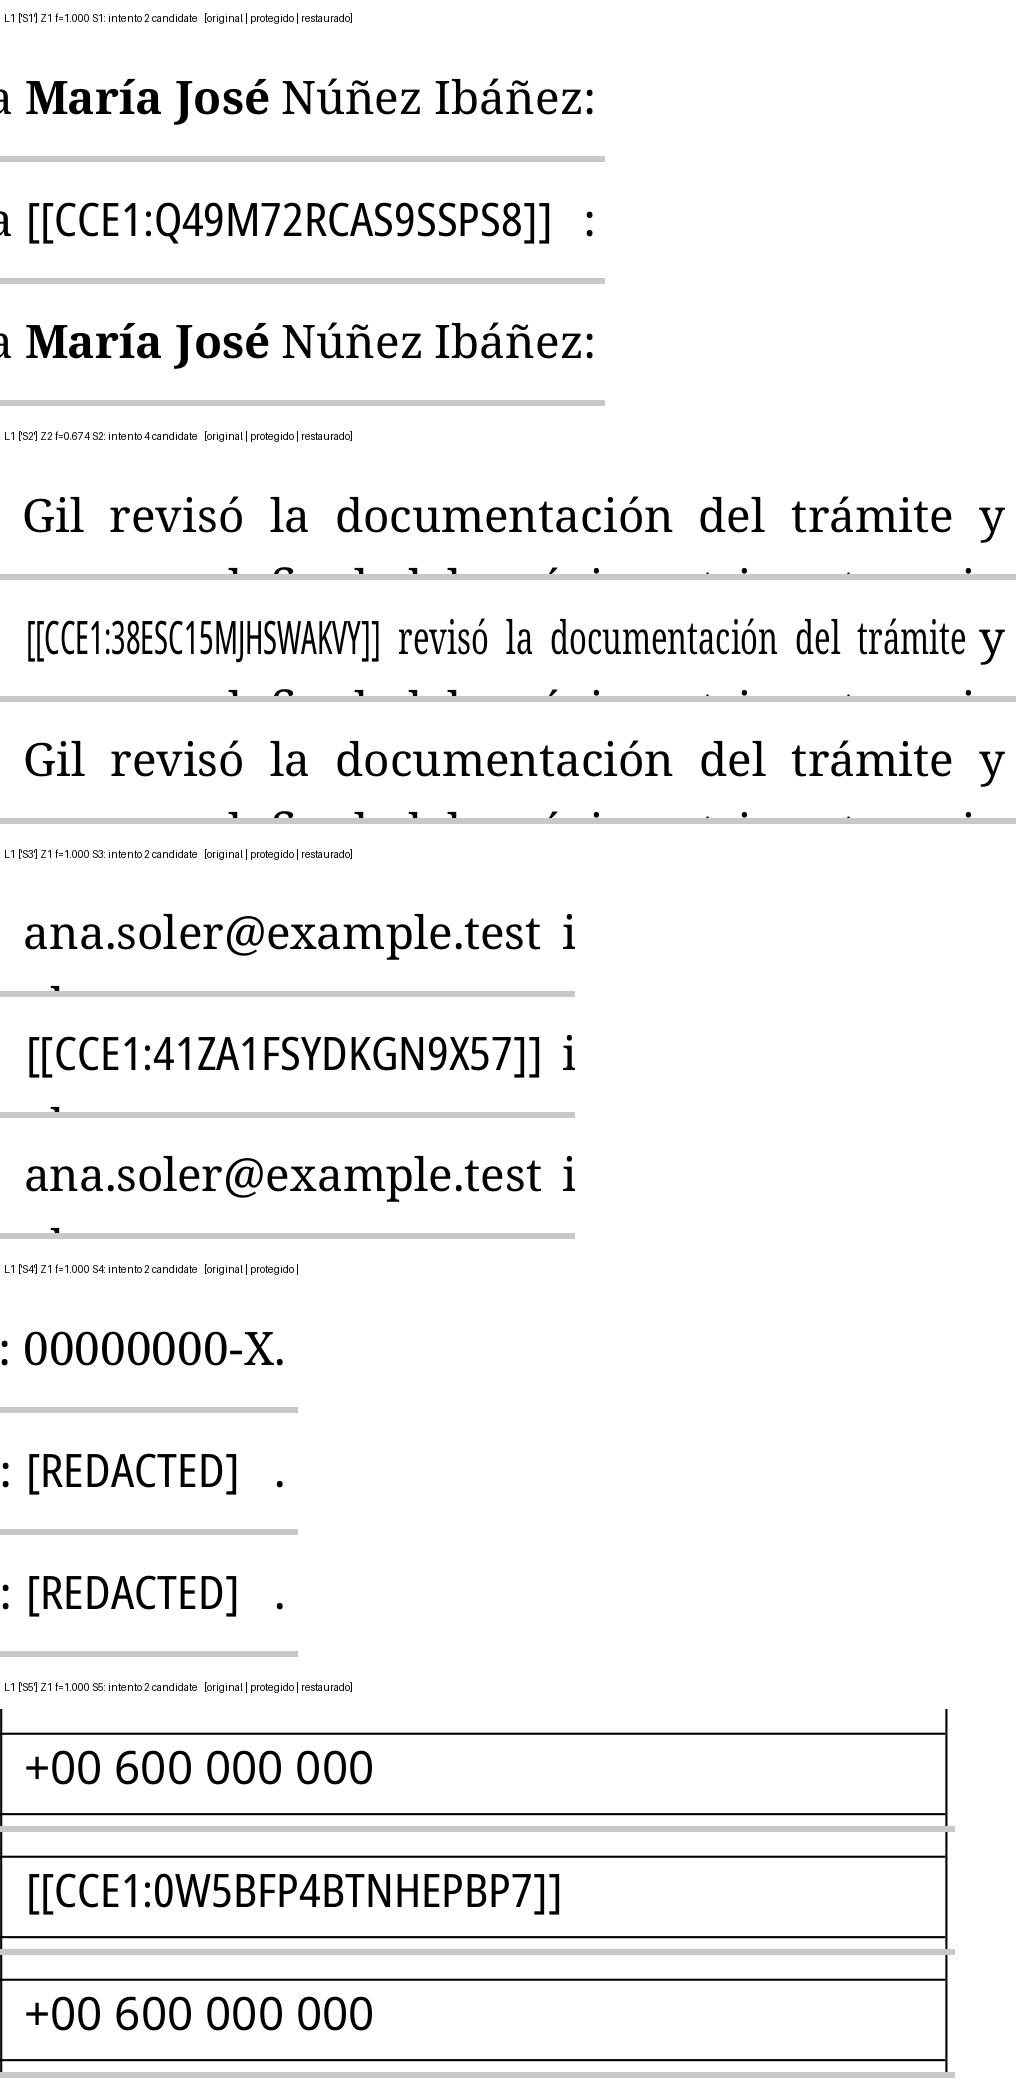 L1 ['S1'] Z1 f=1.000 S1: intento 2 candidate [original | protegido | restaurado]
a María José Núñez Ibáñez:
a [[CCE1:Q49M72RCAS9SSPS8]] :
a María José Núñez Ibáñez:
L1 ['S2'] Z2 f=0.674 S2: intento 4 candidate [original | protegido | restaurado]
Gil revisó la documentación del trámite y
[[CCE1:38ESC15MJHSWAKVY]] revisó la documentación del trámite y
Gil revisó la documentación del trámite y
L1 ['S3'] Z1 f=1.000 S3: intento 2 candidate [original | protegido | restaurado]
ana.soler@example.test i
[[CCE1:41ZA1FSYDKGN9X57]] i
ana.soler@example.test i
L1 ['S4'] Z1 f=1.000 S4: intento 2 candidate [original | protegido |
: 00000000-X.
: [REDACTED] .
: [REDACTED] .
L1 ['S5'] Z1 f=1.000 S5: intento 2 candidate [original | protegido | restaurado]
+00 600 000 000
[[CCE1:0W5BFP4BTNHEPBP7]]
+00 600 000 000